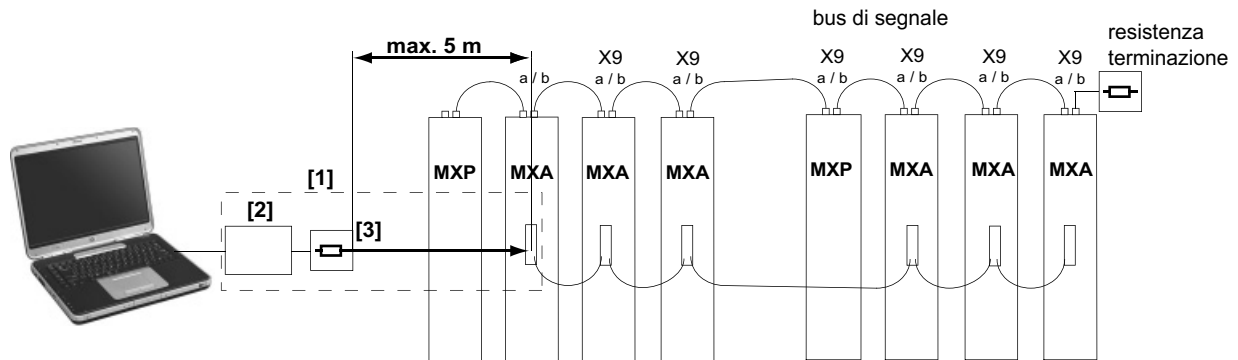 bus di segnale
resistenza
terminazione
max. 5 m
X9
X9
X9
X9
X9
X9
a / b
a / b
a / b
a / b
a / b
a / b
a / b
MXP
MXA
MXA
MXA
MXP
MXA
MXA
MXA
[1]
[2]
[3]